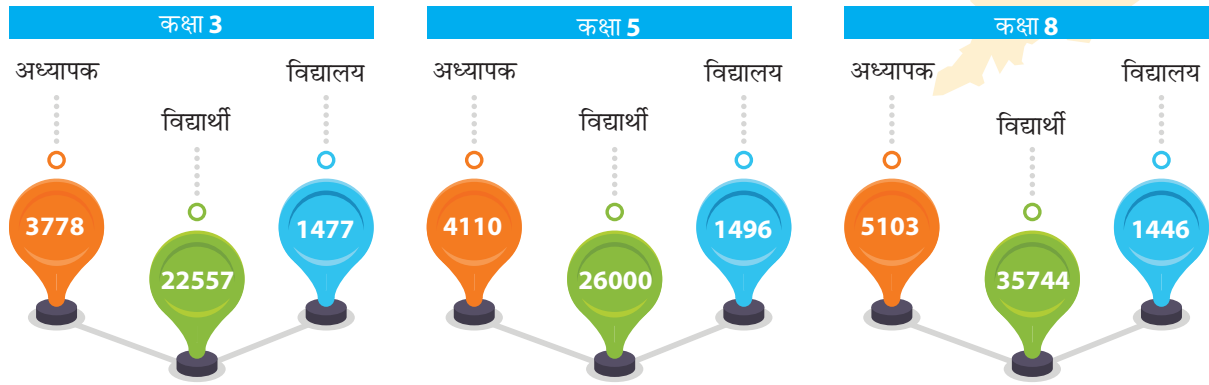 कक्षा 3
अध्यापक
विद्यार्थी
विद्यालय
3778
22557
1477
कक्षा 5
अध्यापक
विद्यार्थी
विद्यालय
4110
26000
1496
कक्षा 8
अध्यापक
विद्यार्थी
विद्यालय
5103
35744
1446